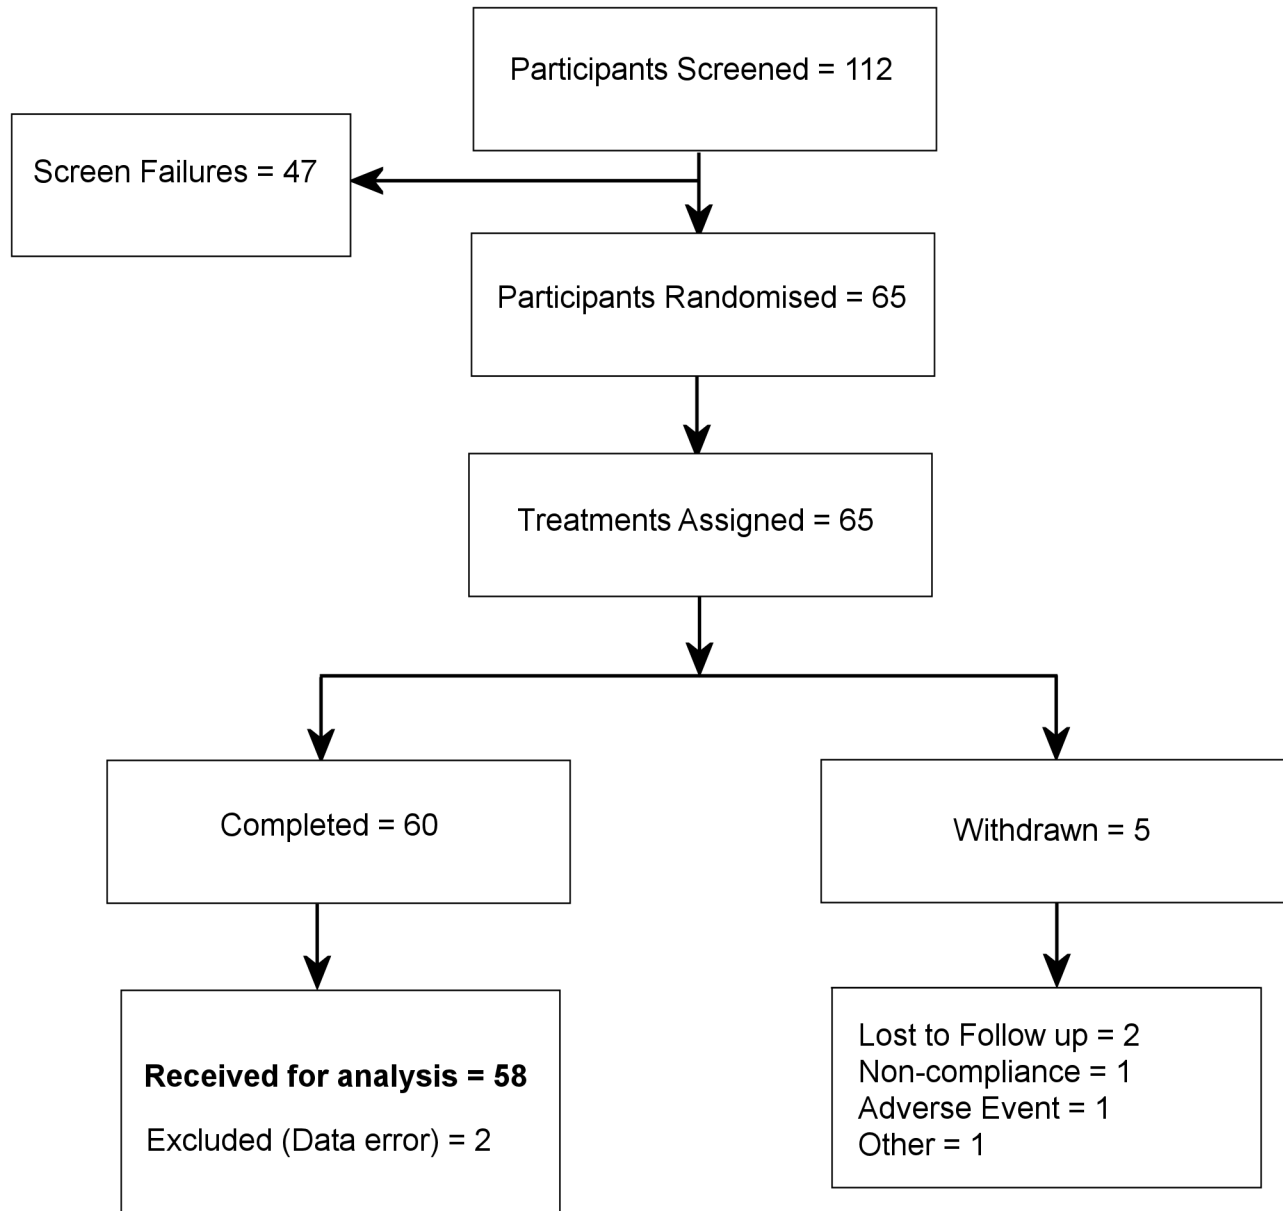 Participants Screened = 112
Screen Failures = 47
Participants Randomised = 65
Treatments Assigned = 65
Completed = 60
Withdrawn = 5
Received for analysis = 58
Excluded (Data error) = 2
Lost to Follow up = 2
Non-compliance = 1
Adverse Event = 1
Other = 1